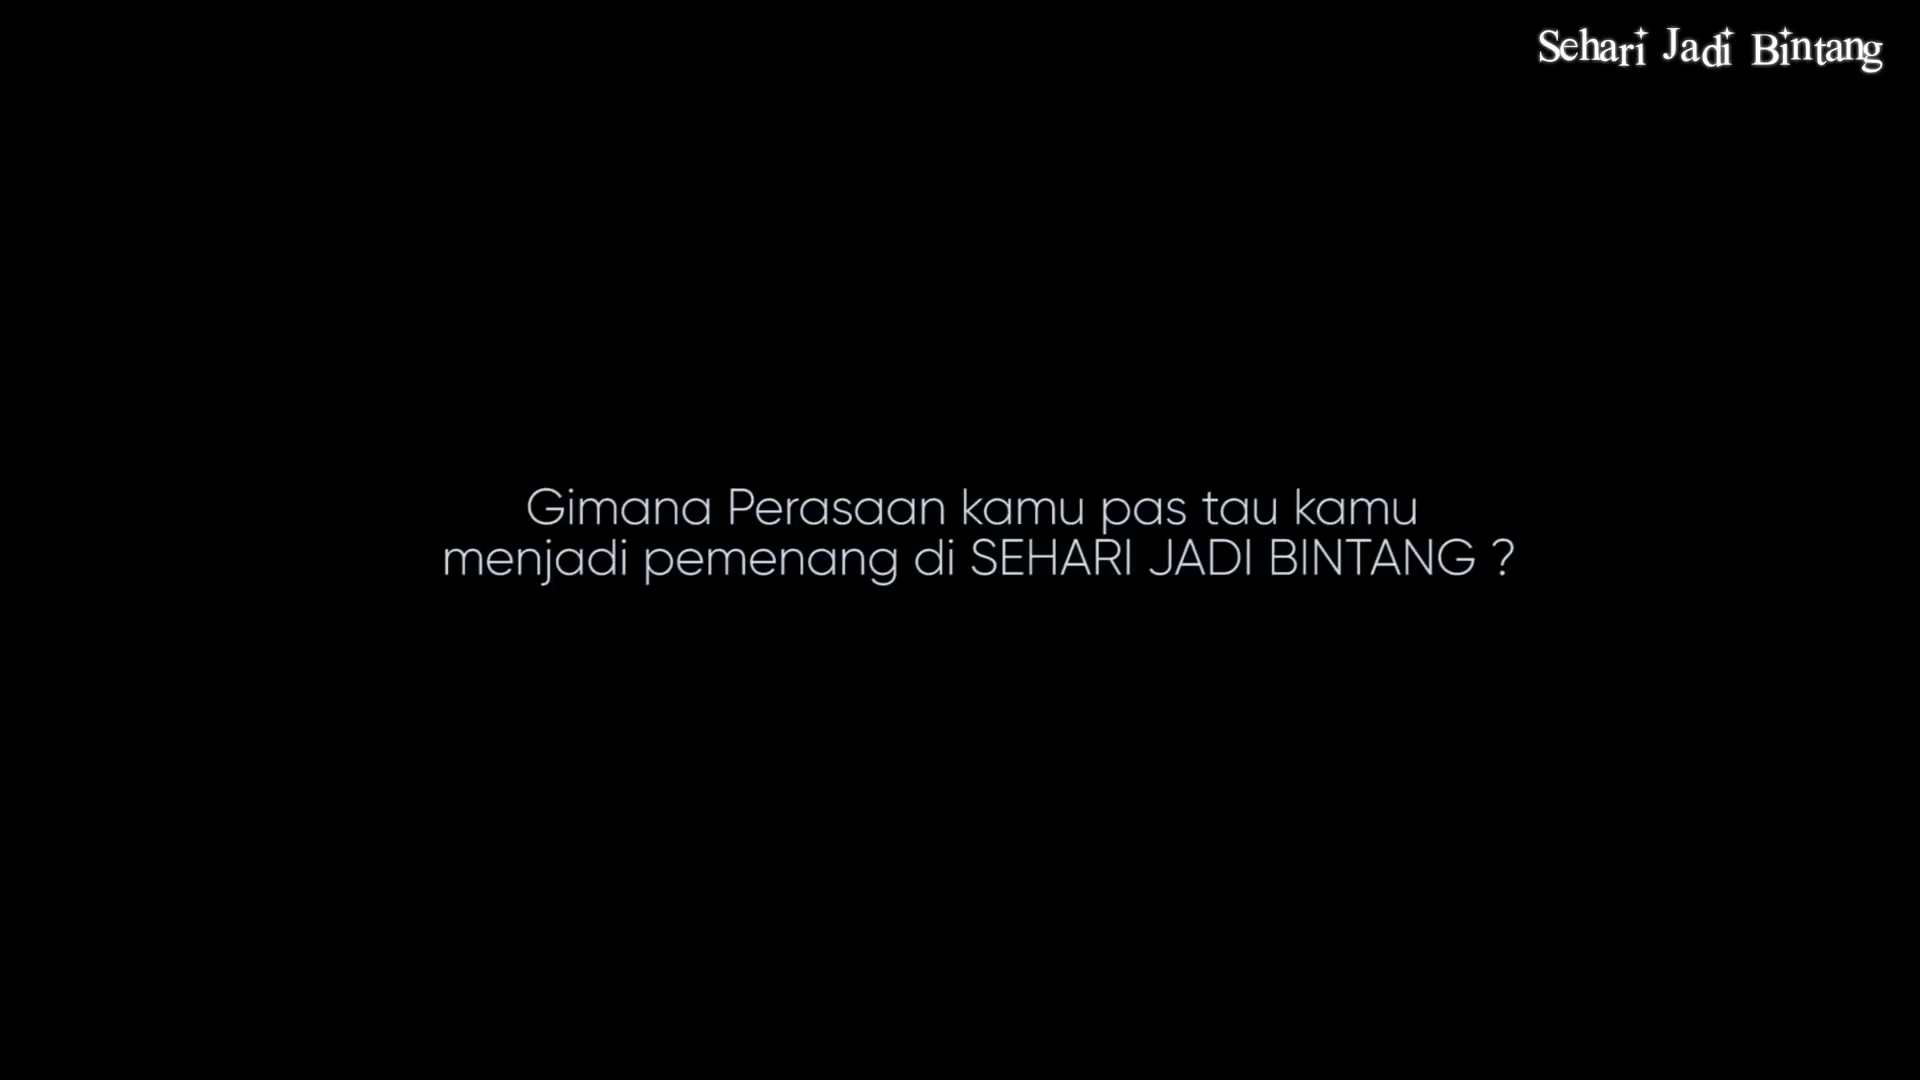 Sehari Jadi Bintang
Gimana Perasaan kamu pas tau kamu
menjadi pemenang di SEHARI JADI BINTANG ?